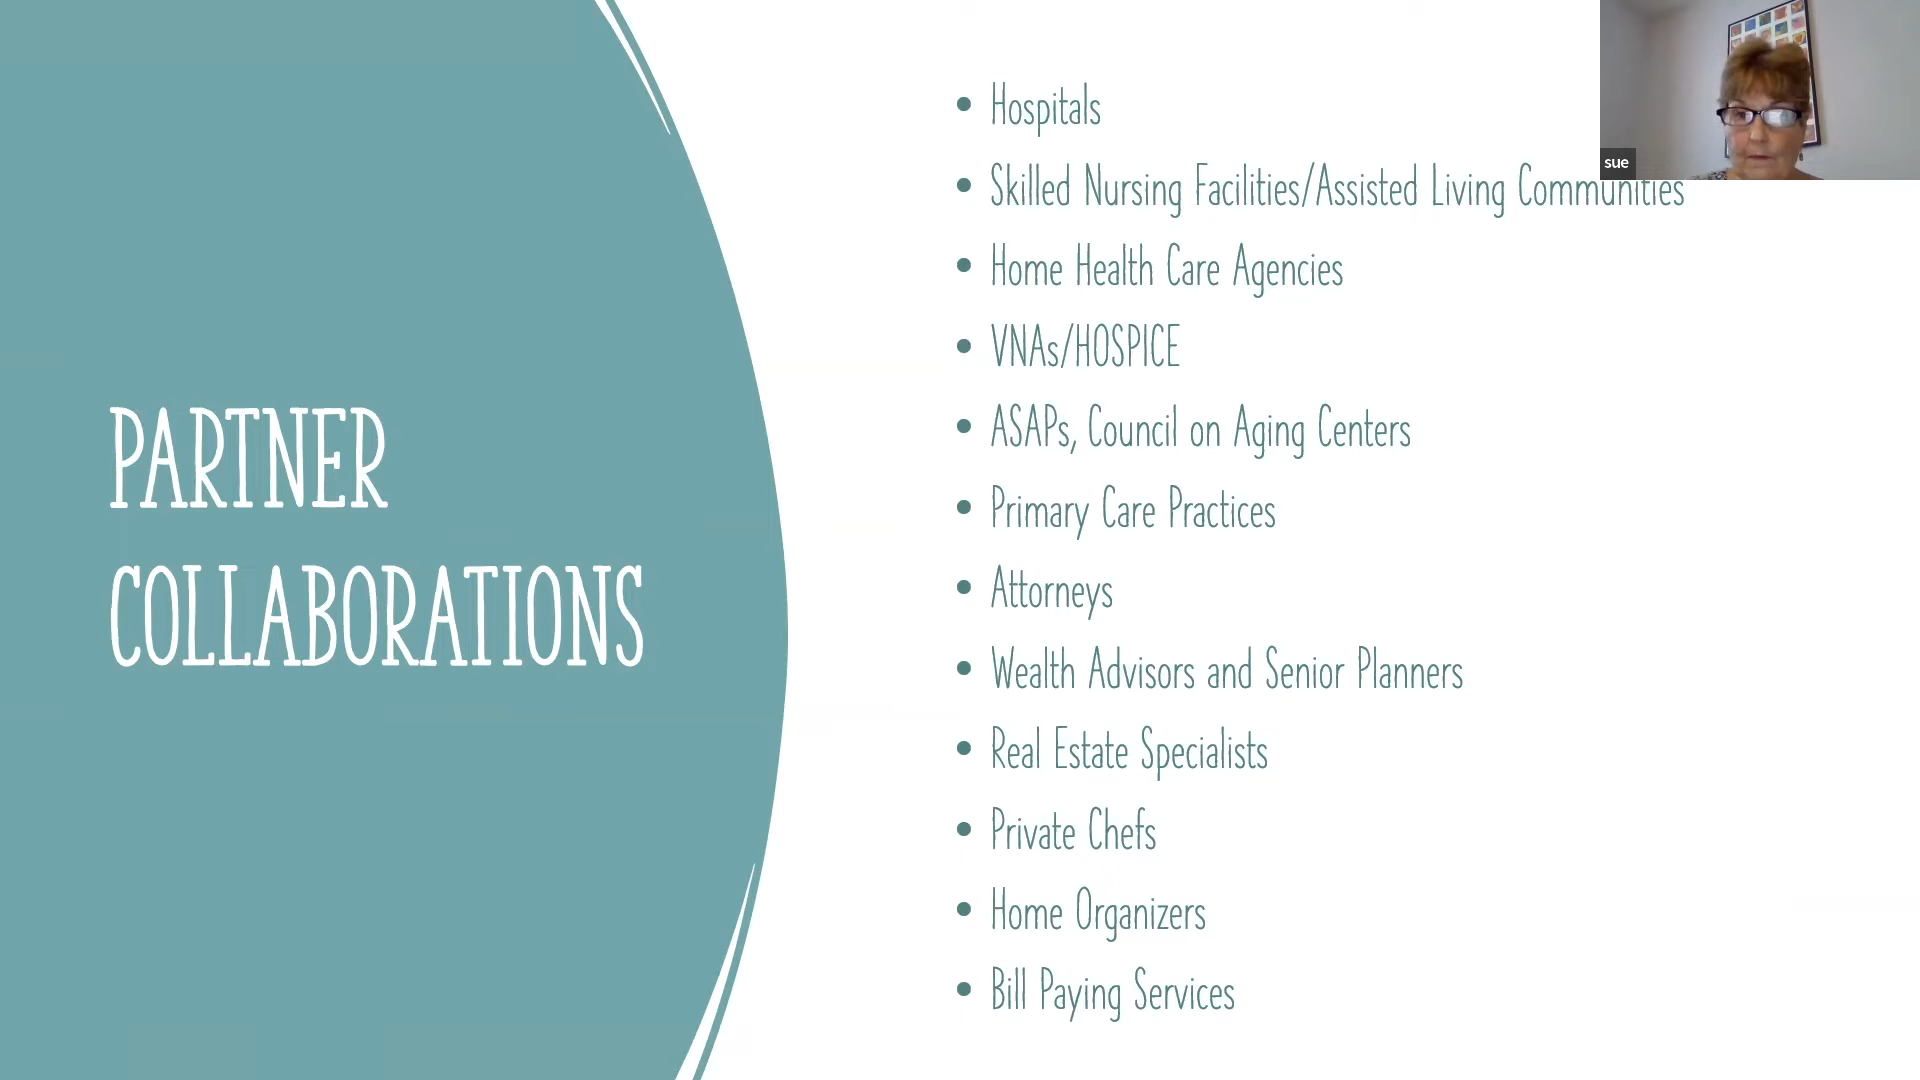 PARTNER
COLLABORATIONS
• Hospitals
• Skilled Nursing Facilities/Assisted Living Communities
• Home Health Care Agencies
• VNAs/HOSPICE
• ASAPs, Council on Aging Centers
• Primary Care Practices
• Attorneys
• Wealth Advisors and Senior Planners
• Real Estate Specialists
• Private Chefs
• Home Organizers
• Bill Paying Services
sue